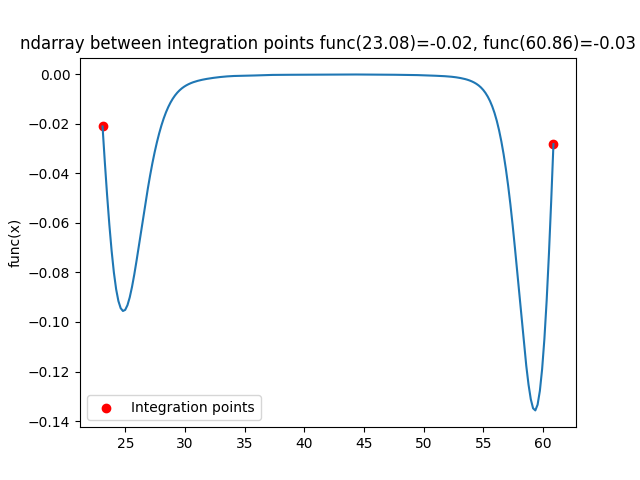 ndarray between integration points func(23.08)=-0.02, func(60.86)=-0.03
0.00
−0.02
−0.04
−0.06
−0.08
−0.10
−0.12
−0.14
func(x)
Integration points
25 30 35 40 45 50 55 60